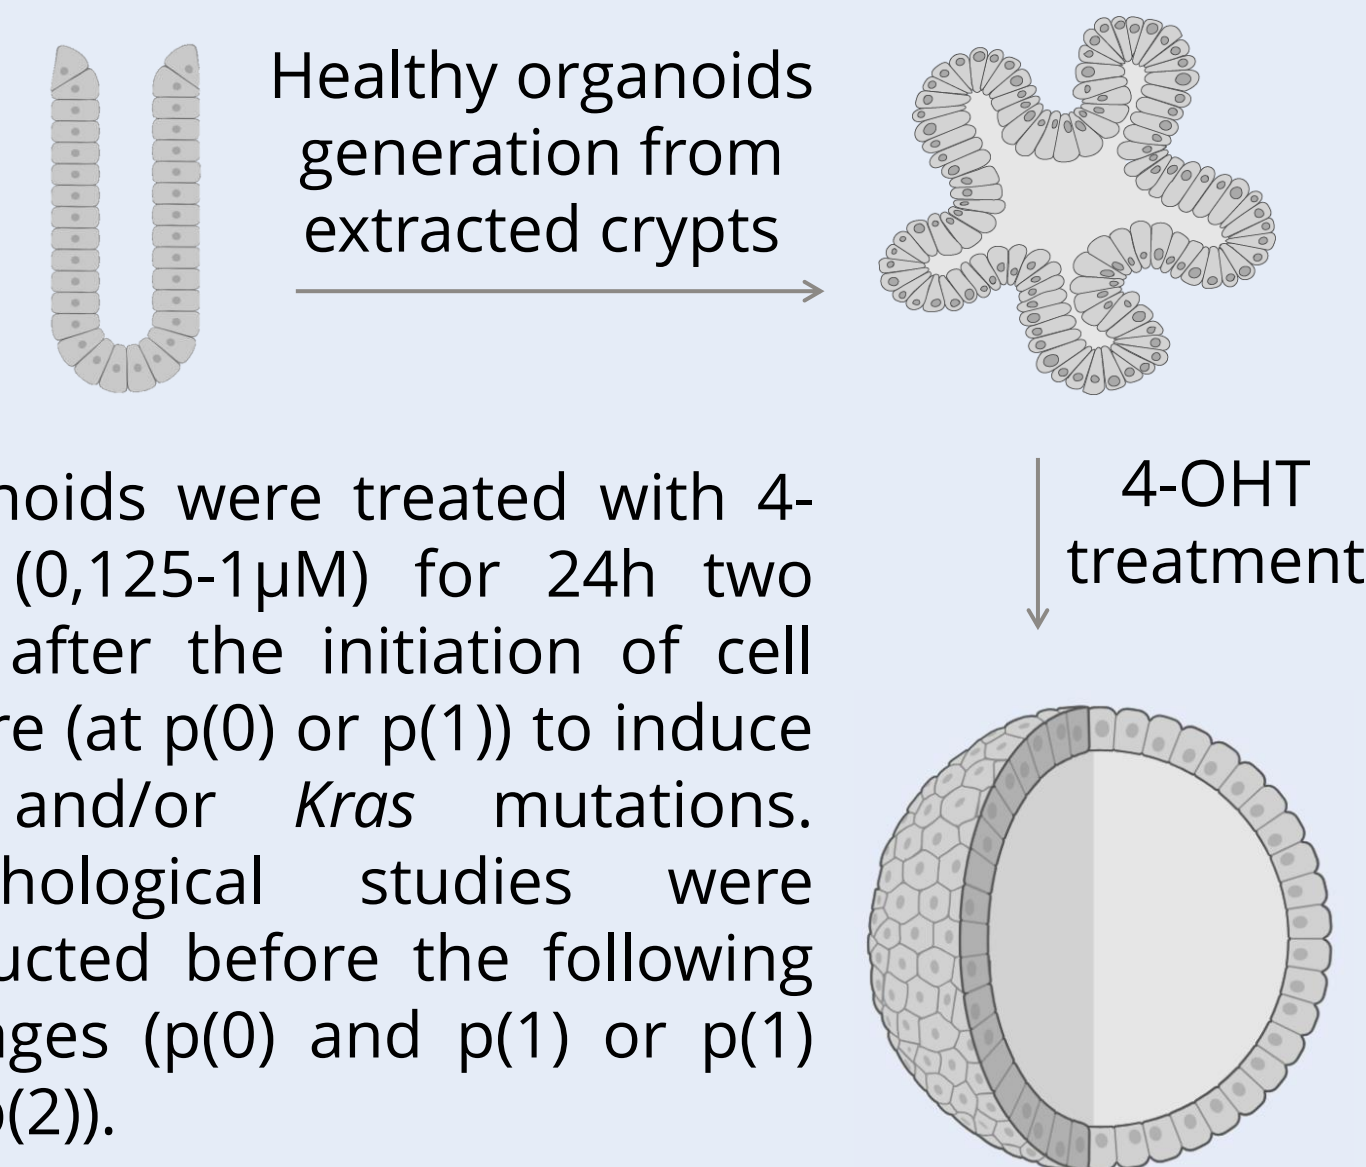 Healthy organoids
generation from
extracted crypts
4-OHT
treatment
noids were treated with 4-
(0,125-1µM) for 24h two
after the initiation of cell
re (at p(0) or p(1)) to induce
and/or Kras mutations.
hological studies were
ucted before the following
ges (p(0) and p(1) or p(1)
(2)).